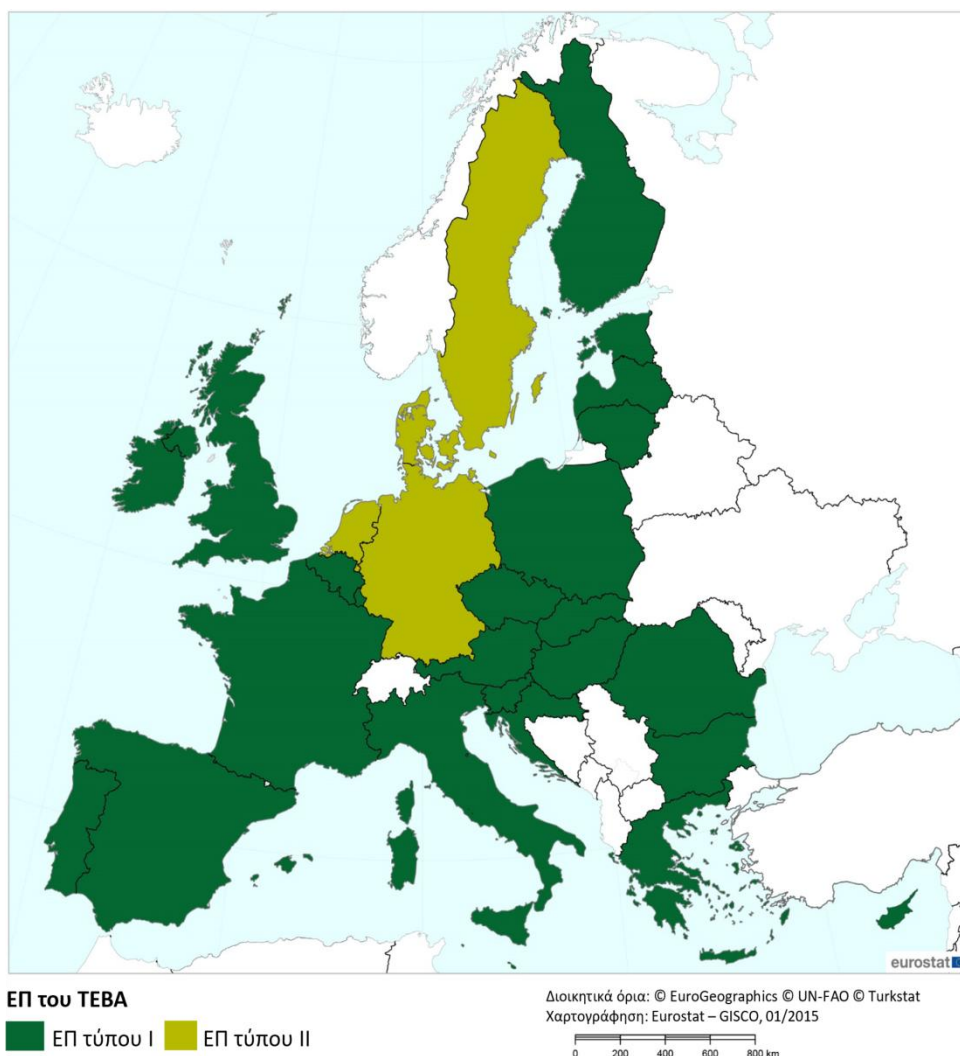 eurostat
ΕΠ του ΤΕΒΑ
ΕΠ τύπου I
ΕΠ τύπου II
Διοικητικά όρια: © EuroGeographics © UN-FAO © Turkstat
Χαρτογράφηση: Eurostat – GISCO, 01/2015
0 200 400 600 800 km